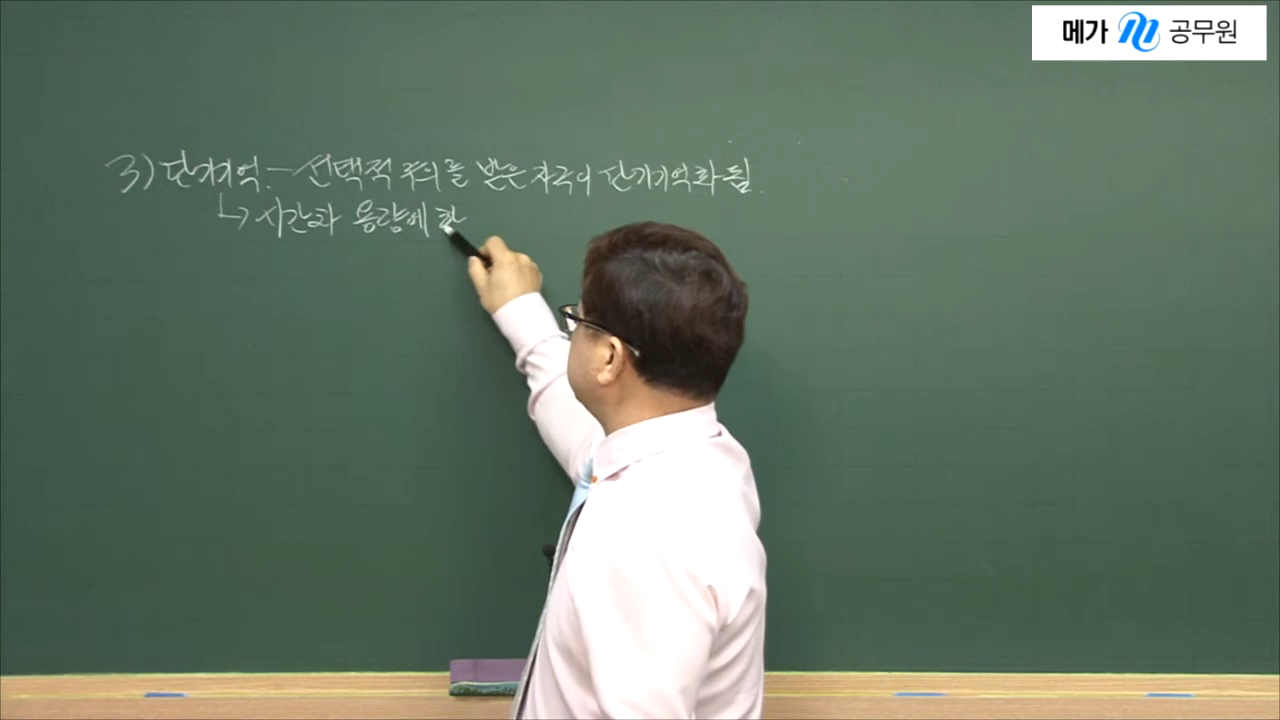 메가 공무원
3) 단기기억. — 선택적 주의를 받은 자극이 단기기억화 됨.
↳ 시간과 용량에 한